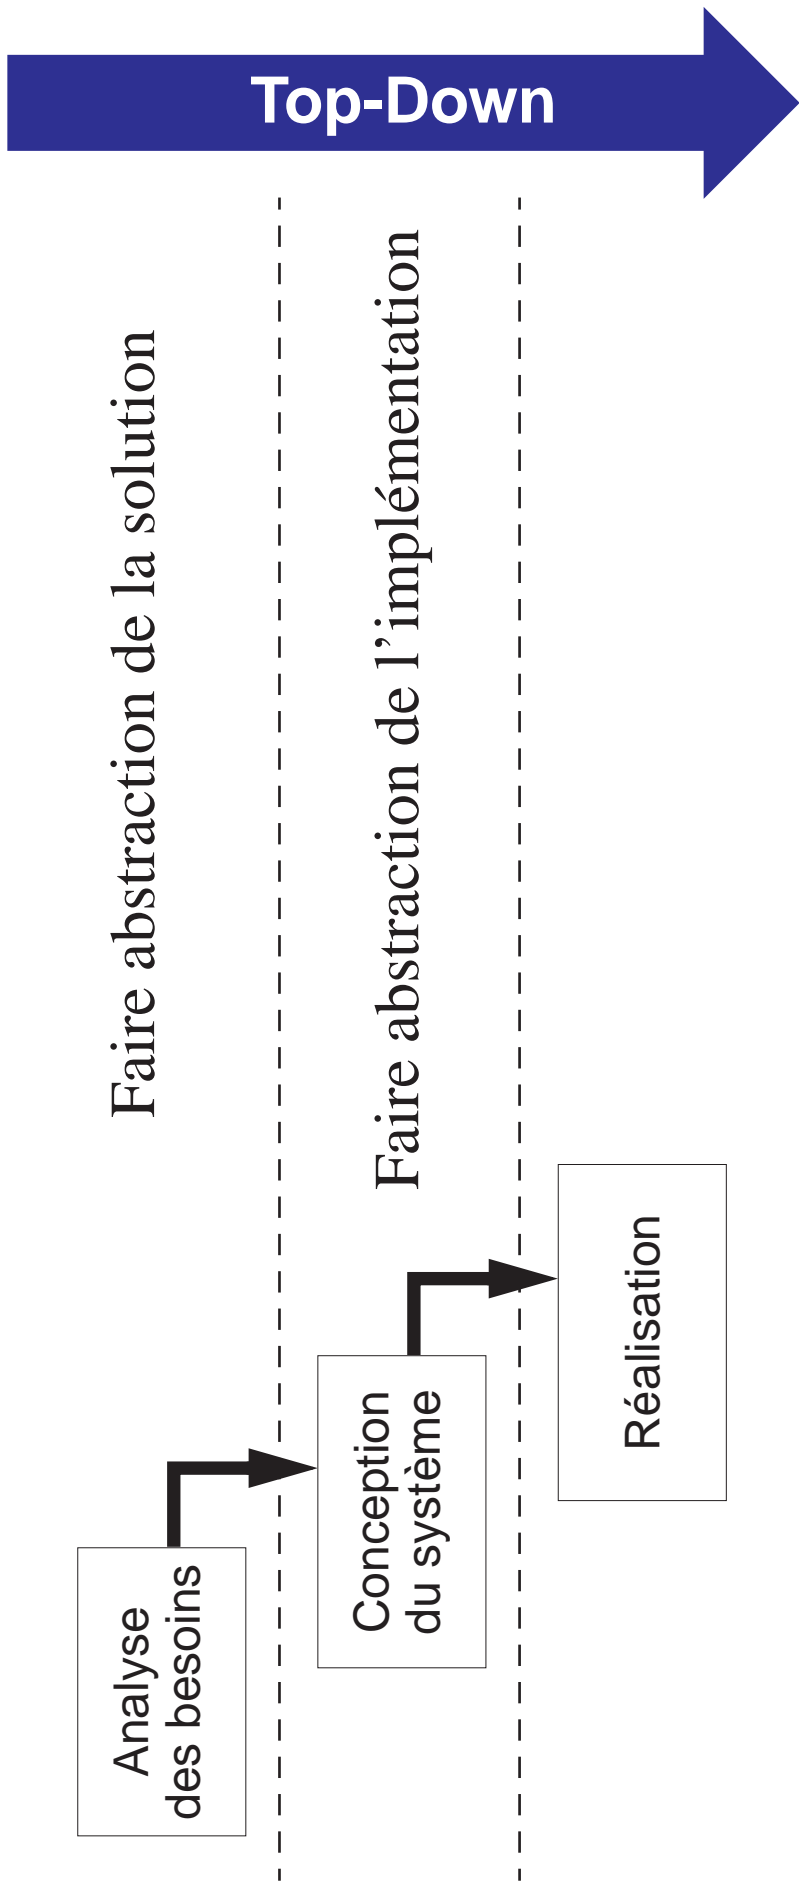 Top-Down
Faire abstraction de la solution
Faire abstraction de l'implémentation
Analyse
des besoins
Conception
du système
Réalisation